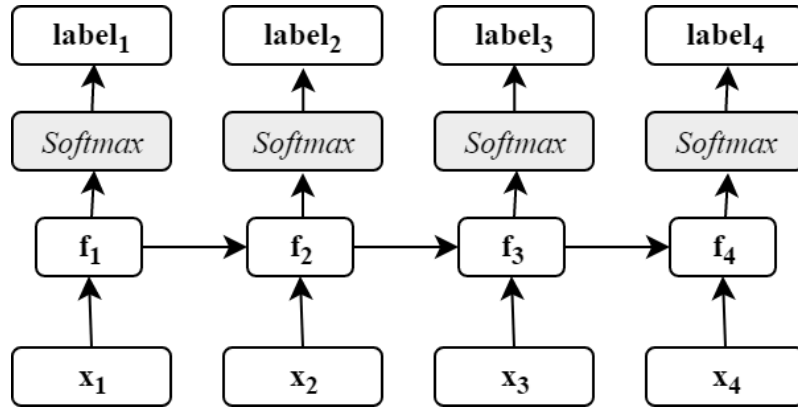 label₁ label₂ label₃ label₄
Softmax Softmax Softmax Softmax
f₁ f₂ f₃ f₄
x₁ x₂ x₃ x₄